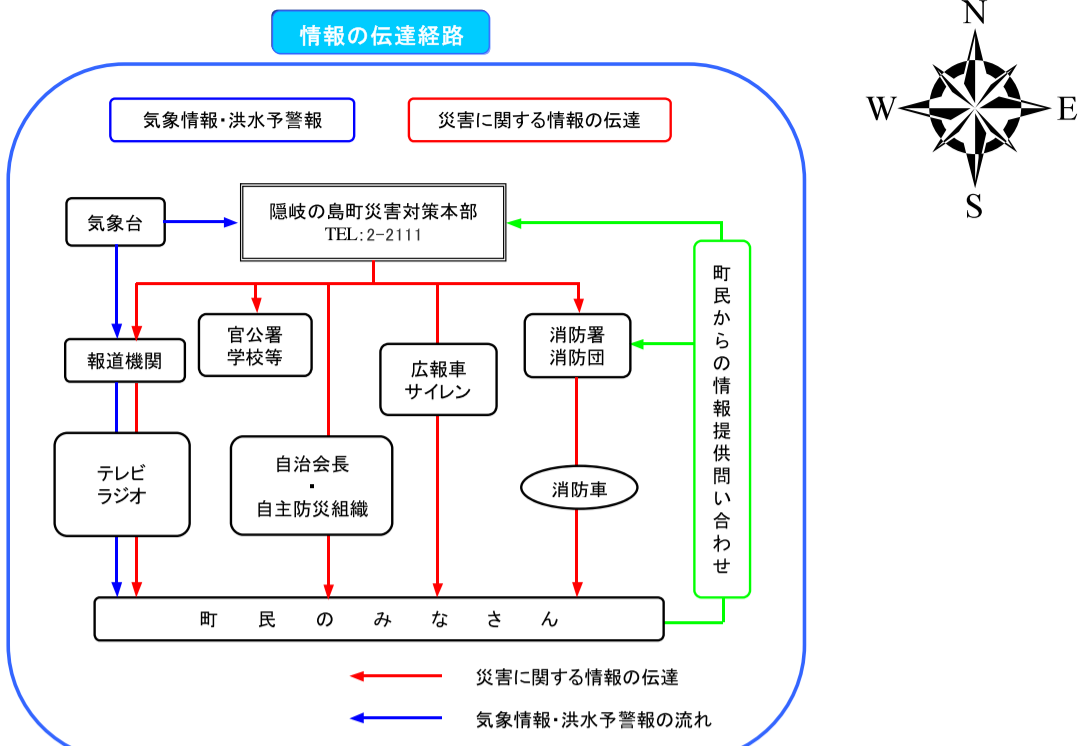 情報の伝達経路
N
W
E
S
気象情報・洪水予警報
災害に関する情報の伝達
気象台
隠岐の島町災害対策本部
TEL:2-2111
町民からの情報提供問い合わせ
報道機関
官公署
学校等
広報車
サイレン
消防署
消防団
テレビ
ラジオ
自治会長
・
自主防災組織
消防車
町民のみなさん
災害に関する情報の伝達
気象情報・洪水予警報の流れ